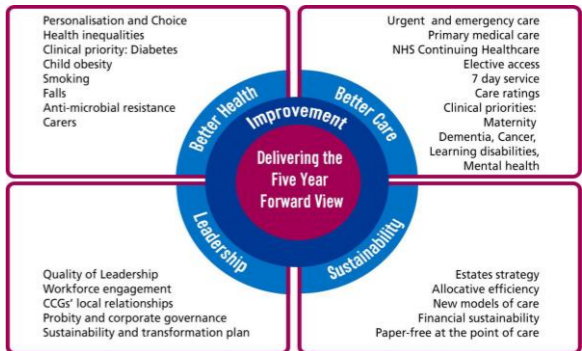 Personalisation and Choice
Health inequalities
Clinical priority: Diabetes
Child obesity
Smoking
Falls
Anti-microbial resistance
Carers
Urgent and emergency care
Primary medical care
NHS Continuing Healthcare
Elective access
7 day service
Care ratings
Clinical priorities:
Maternity
Dementia, Cancer,
Learning disabilities,
Mental health
Better Health
Improvement
Better Care
Delivering the
Five Year
Forward View
Leadership
Sustainability
Quality of Leadership
Workforce engagement
CCGs' local relationships
Probity and corporate governance
Sustainability and transformation plan
Estates strategy
Allocative efficiency
New models of care
Financial sustainability
Paper-free at the point of care